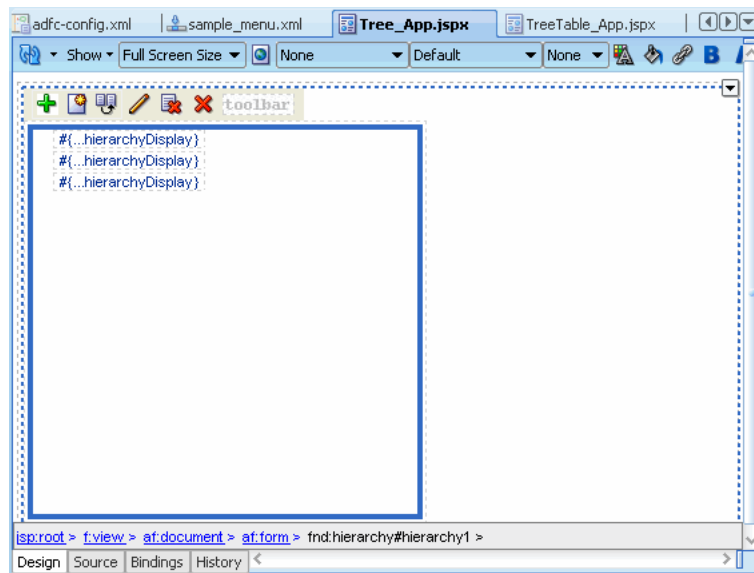 adfc-config.xml sample_menu.xml Tree_App.jspx TreeTable_App.jspx
Show Full Screen Size None Default None B
toolbar
#{...hierarchyDisplay}
#{...hierarchyDisplay}
#{...hierarchyDisplay}
jsp:root > f:view > af:document > af:form > fnd:hierarchy#hierarchy1 >
Design Source Bindings History